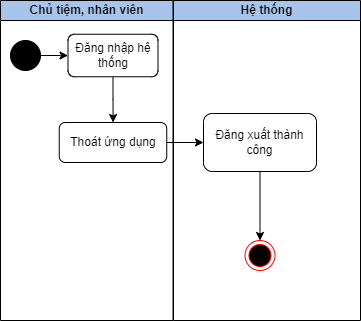 Chủ tiệm, nhân viên
Hệ thống
Đăng nhập hệ
thống
Thoát ứng dụng
Đăng xuất thành
công